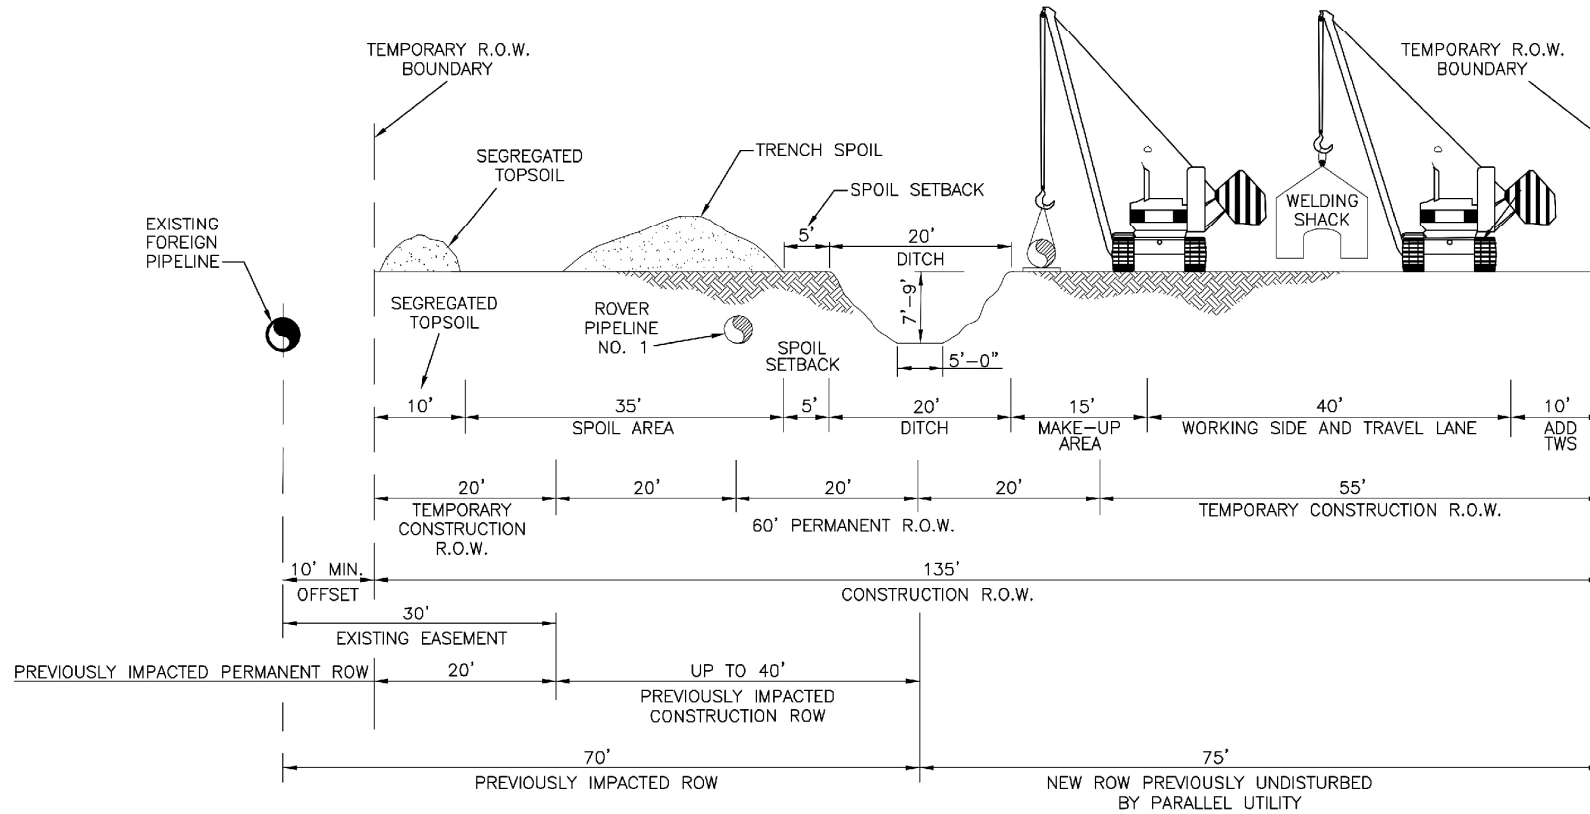 TEMPORARY R.O.W.
BOUNDARY
TEMPORARY R.O.W.
BOUNDARY
SEGREGATED
TOPSOIL
TRENCH SPOIL
SPOIL SETBACK
EXISTING
FOREIGN
PIPELINE
WELDING
SHACK
5'
20'
DITCH
7'-9'
SEGREGATED
TOPSOIL
ROVER
PIPELINE
NO. 1
SPOIL
SETBACK
5'-0"
10'
35'
SPOIL AREA
5'
20'
DITCH
15'
MAKE-UP
AREA
40'
WORKING SIDE AND TRAVEL LANE
10'
ADD
TWS
20'
TEMPORARY
CONSTRUCTION
R.O.W.
20'
20'
20'
60' PERMANENT R.O.W.
55'
TEMPORARY CONSTRUCTION R.O.W.
10' MIN.
OFFSET
135'
CONSTRUCTION R.O.W.
30'
EXISTING EASEMENT
PREVIOUSLY IMPACTED PERMANENT ROW
20'
UP TO 40'
PREVIOUSLY IMPACTED
CONSTRUCTION ROW
70'
PREVIOUSLY IMPACTED ROW
75'
NEW ROW PREVIOUSLY UNDISTURBED
BY PARALLEL UTILITY